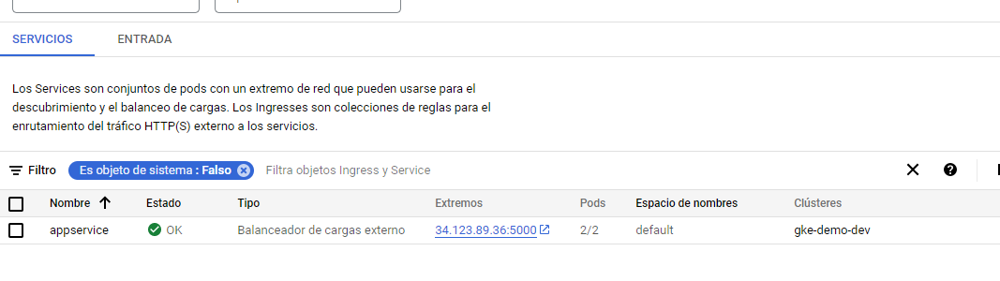 SERVICIOS ENTRADA
Los Services son conjuntos de pods con un extremo de red que pueden usarse para el
descubrimiento y el balanceo de cargas. Los Ingresses son colecciones de reglas para el
enrutamiento del tráfico HTTP(S) externo a los servicios.
Filtro Es objeto de sistema : Falso Filtra objetos Ingress y Service
Nombre Estado Tipo Extremos Pods Espacio de nombres Clústeres
appservice OK Balanceador de cargas externo 34.123.89.36:5000 2/2 default gke-demo-dev